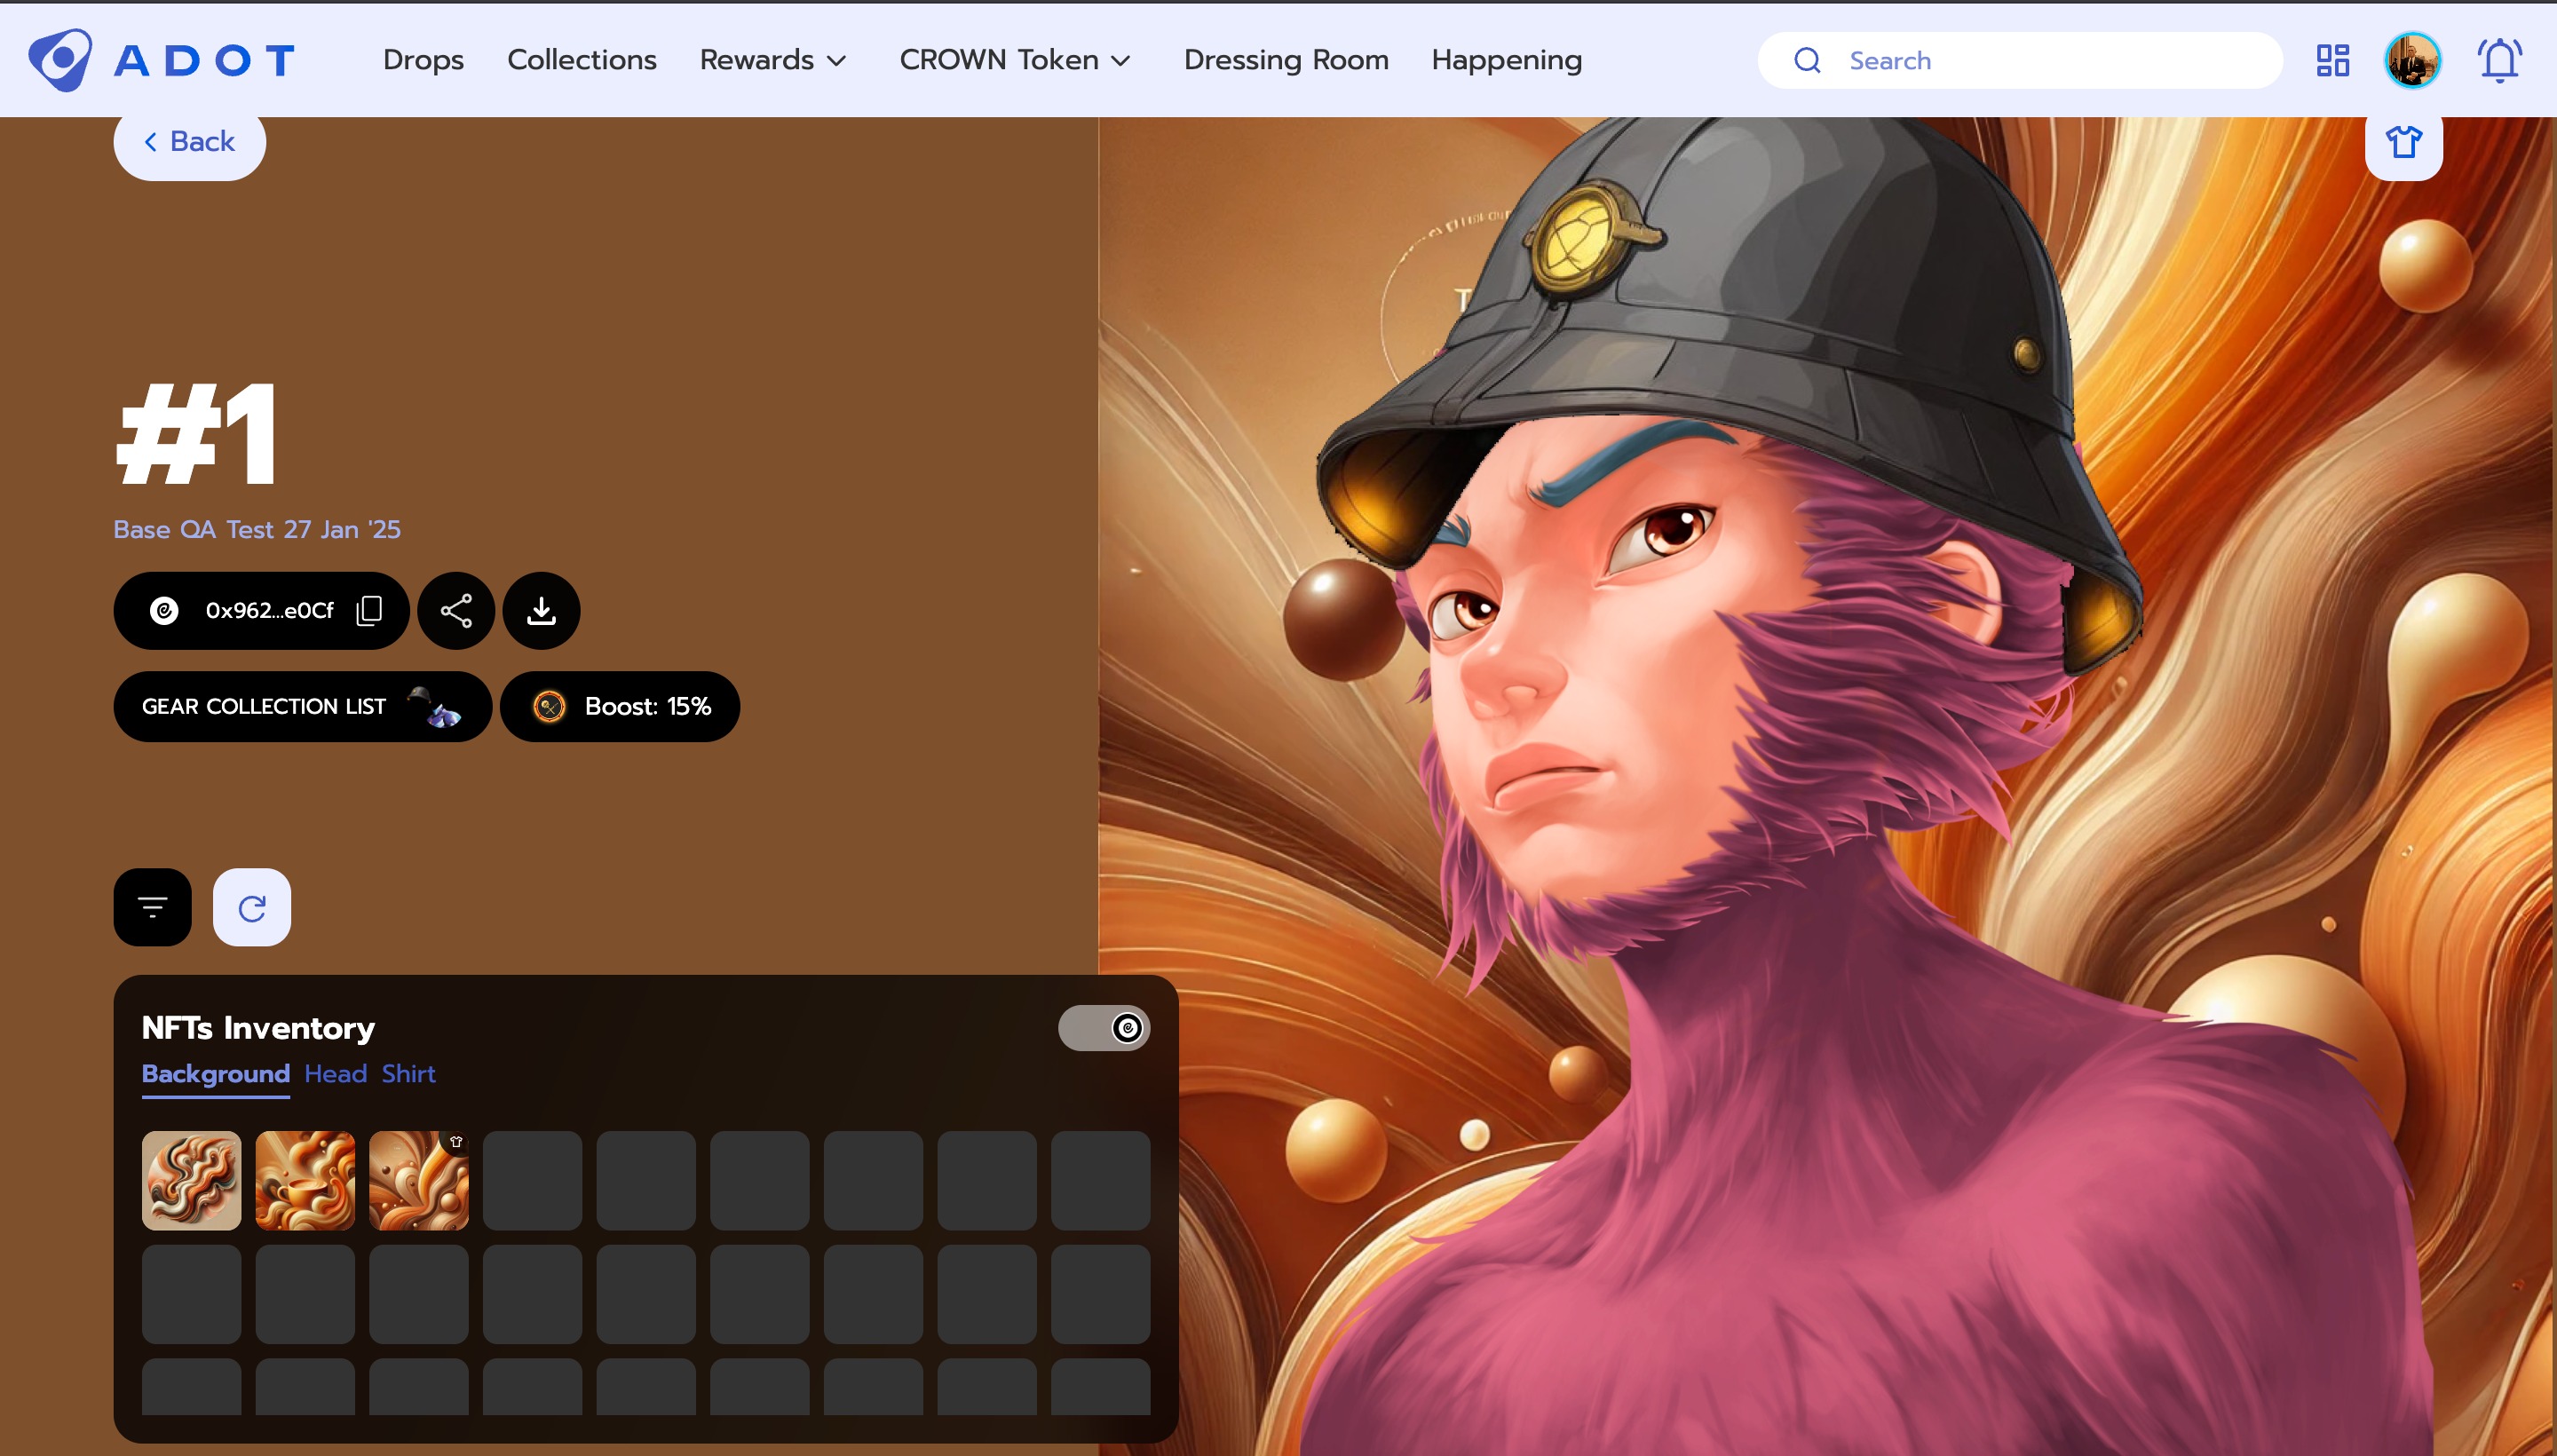 ADOT
Drops Collections Rewards CROWN Token Dressing Room Happening
Search
Back
#1
Base QA Test 27 Jan '25
0x962...e0Cf
GEAR COLLECTION LIST
Boost: 15%
NFTs Inventory
Background Head Shirt